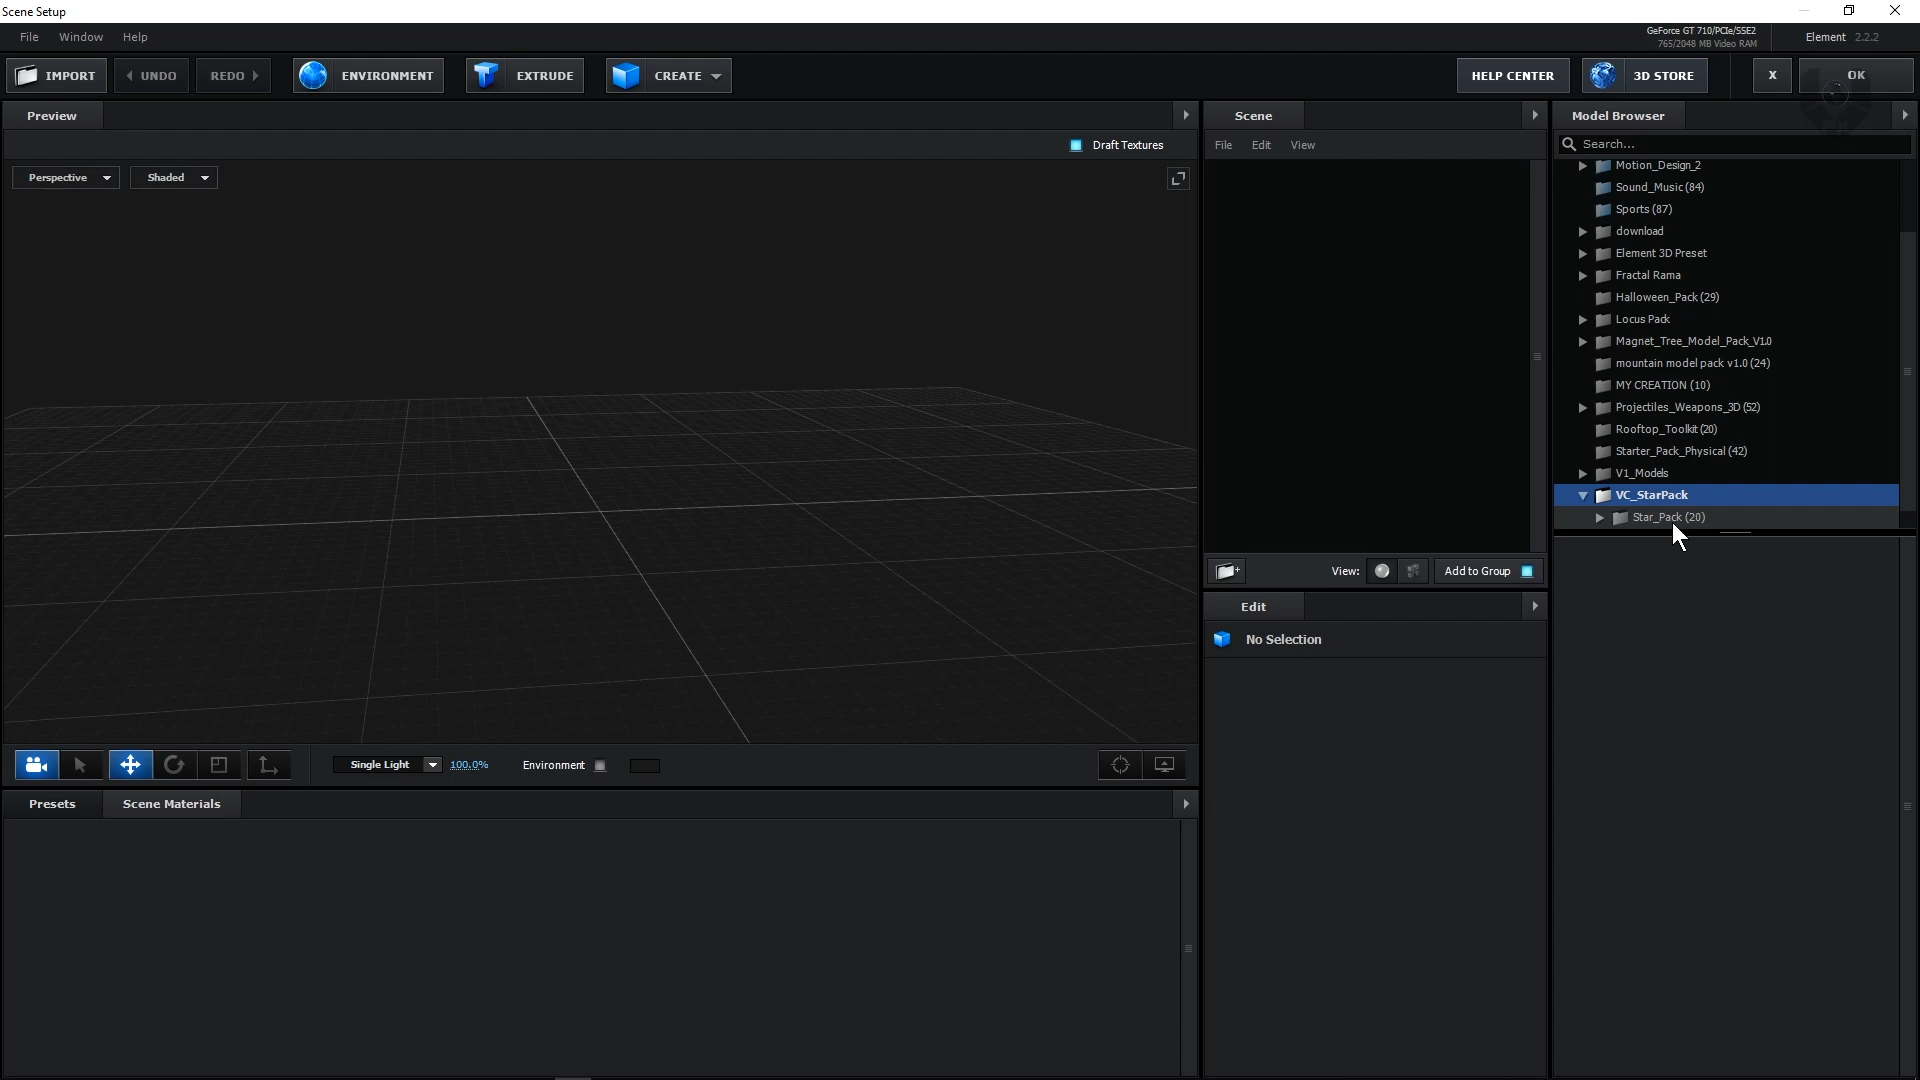 Scene Setup
File Window Help
GeForce GT 710/PCIe/SSE2
765/2048 MB Video RAM
Element 2.2.2
IMPORT UNDO REDO ENVIRONMENT EXTRUDE CREATE HELP CENTER 3D STORE X OK
Preview
Draft Textures
Perspective Shaded
Single Light 100.0% Environment
Presets Scene Materials
Scene
File Edit View
View: Add to Group
Edit
No Selection
Model Browser
Search...
Motion_Design_2
Sound_Music (84)
Sports (87)
download
Element 3D Preset
Fractal Rama
Halloween_Pack (29)
Locus Pack
Magnet_Tree_Model_Pack_V1.0
mountain model pack v1.0 (24)
MY CREATION (10)
Projectiles_Weapons_3D (52)
Rooftop_Toolkit (20)
Starter_Pack_Physical (42)
V1_Models
VC_StarPack
Star_Pack (20)